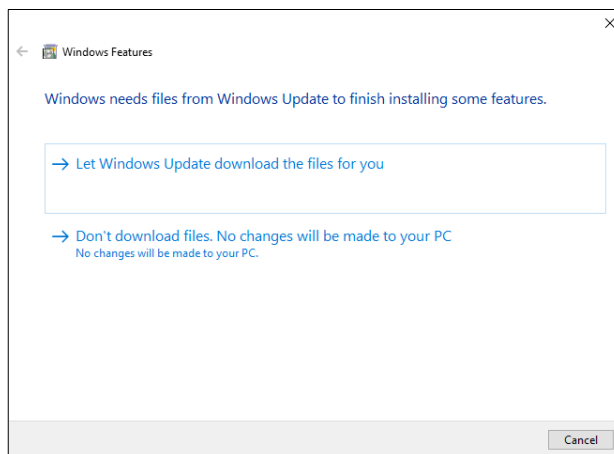 Windows Features
Windows needs files from Windows Update to finish installing some features.
Let Windows Update download the files for you
Don't download files. No changes will be made to your PC
No changes will be made to your PC.
Cancel